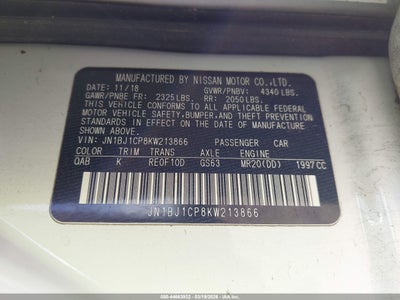 MANUFACTURED BY NISSAN MOTOR CO., LTD.
DATE: 11/18 GVWR/PNBV: 4340 LBS.
GAWR/PNBE FR: 2325 LBS. RR: 2050 LBS.
THIS VEHICLE CONFORMS TO ALL APPLICABLE FEDERAL
MOTOR VEHICLE SAFETY, BUMPER, AND THEFT PREVENTION
STANDARDS IN EFFECT ON THE DATE OF MANUFACTURE
SHOWN ABOVE.
VIN: JN1BJ1CP8KW213866 PASSENGER CAR
COLOR TRIM TRANS AXLE ENGINE
QAB K RE0F10D GS63 MR20(DD) 1997CC
JN1BJ1CP8KW213866